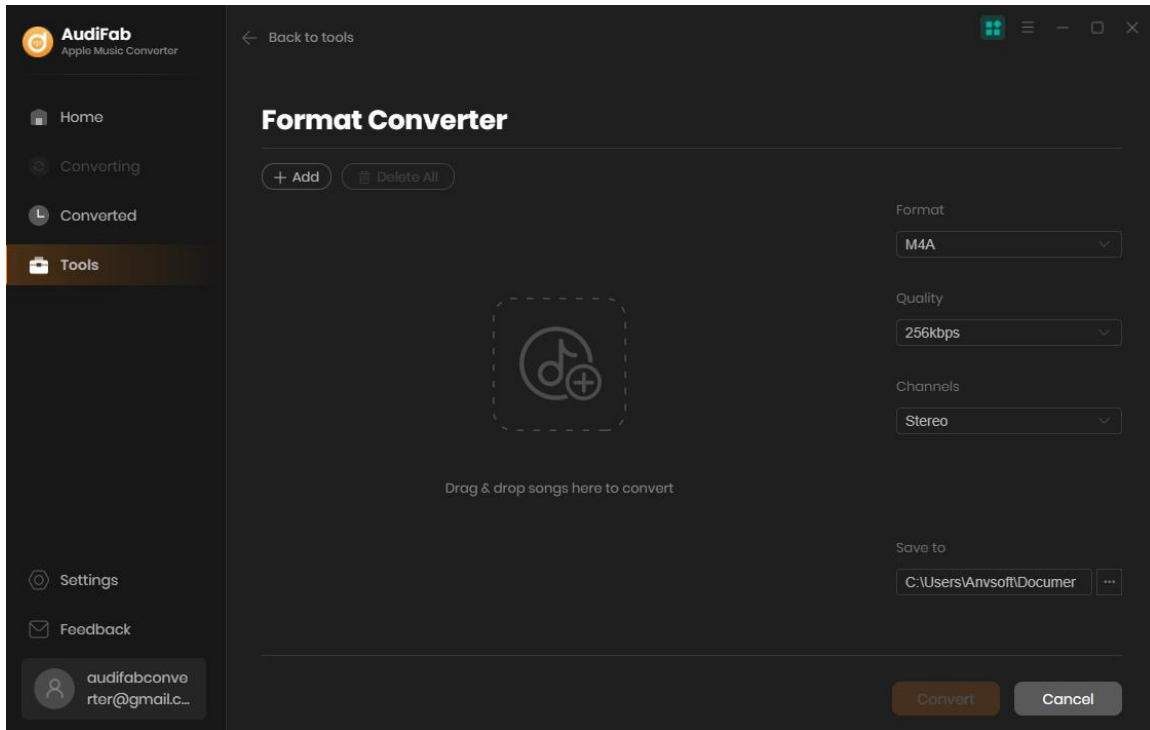 AudiFab
Apple Music Converter
Back to tools
Home
Converting
Converted
Tools
Settings
Feedback
audifabconve
rter@gmail.c...
Format Converter
+ Add
Delete All
Drag & drop songs here to convert
Format
M4A
Quality
256kbps
Channels
Stereo
Save to
C:\Users\Anvsoft\Documer
...
Convert
Cancel